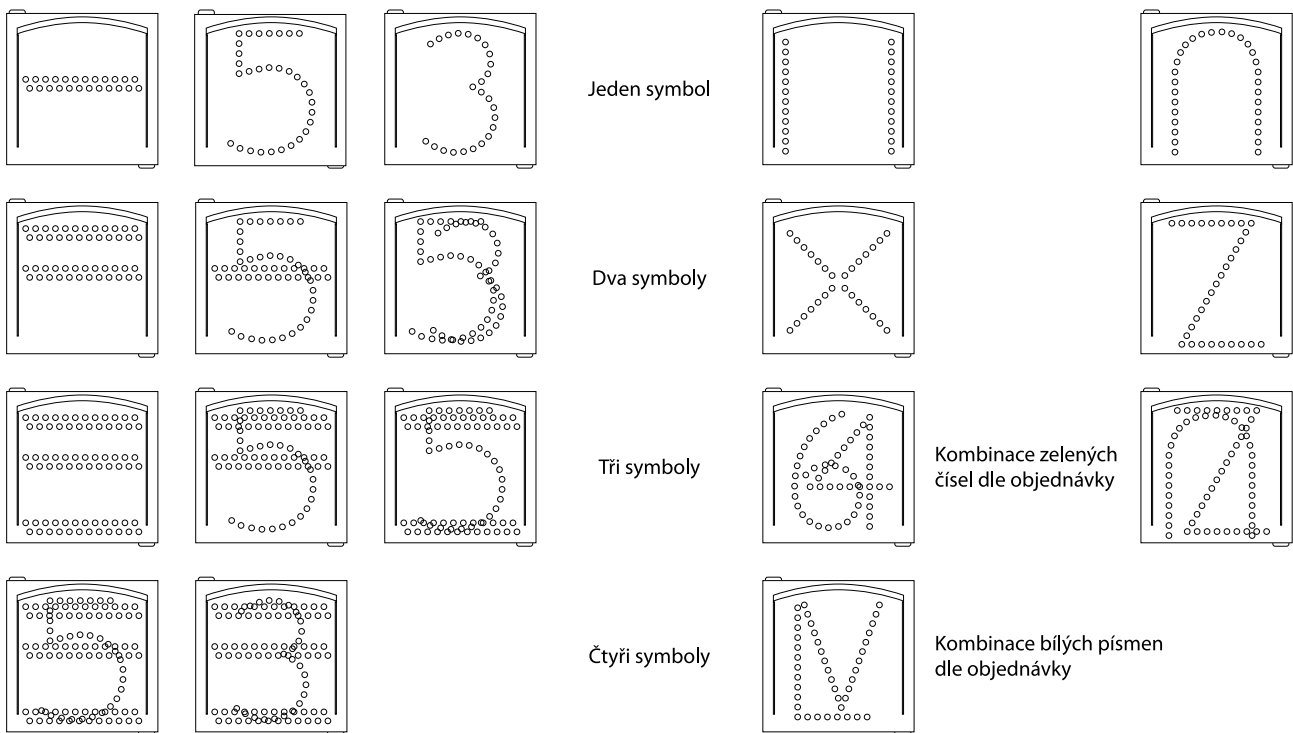 Jeden symbol
Dva symboly
Tři symboly
Kombinace zelených
čísel dle objednávky
Čtyři symboly
Kombinace bílých písmen
dle objednávky